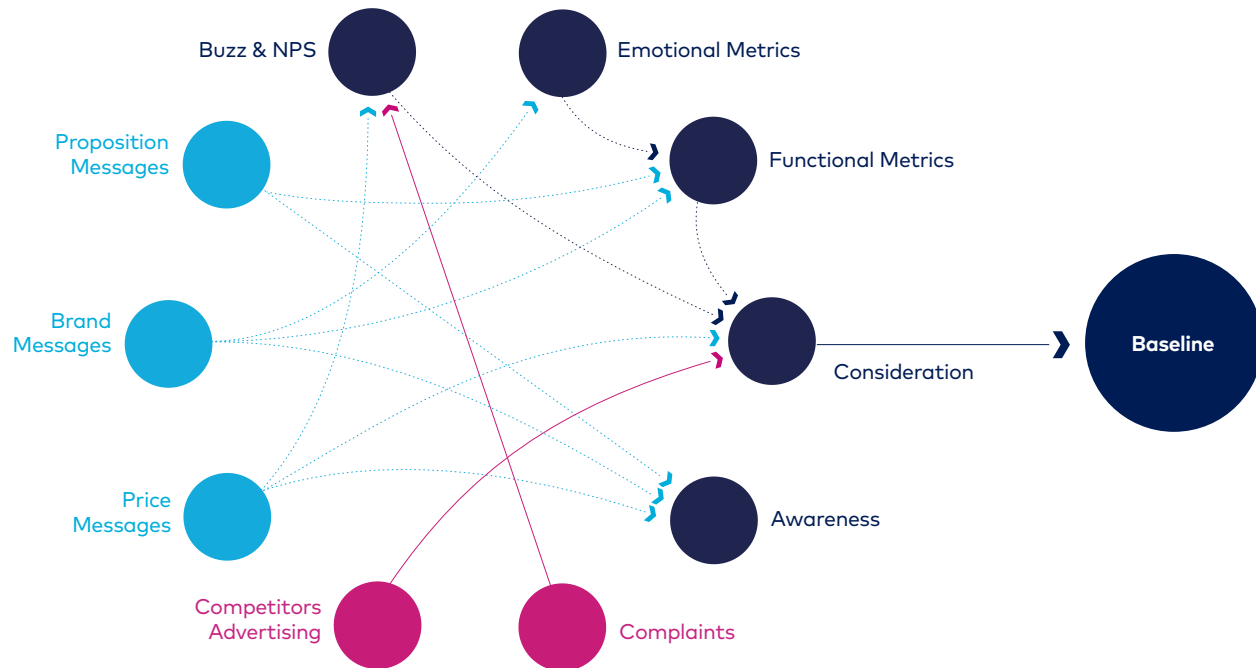 Buzz & NPS
Emotional Metrics
Proposition
Messages
Functional Metrics
Brand
Messages
Baseline
Consideration
Price
Messages
Awareness
Competitors
Advertising
Complaints